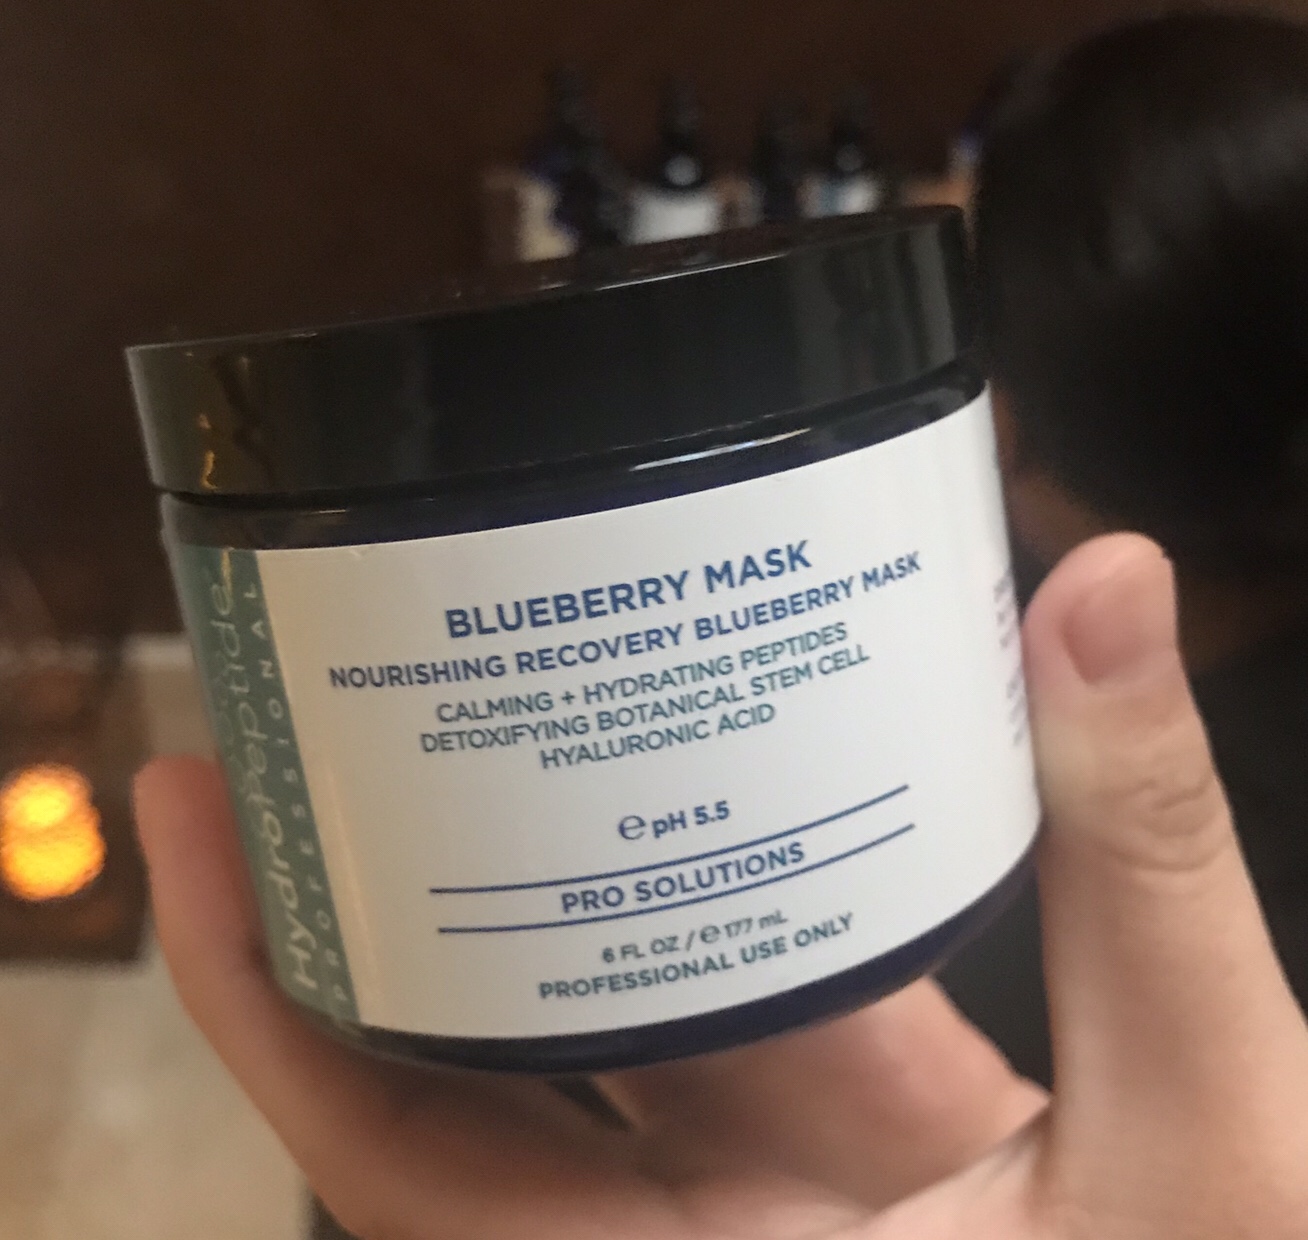 BLUEBERRY MASK
NOURISHING RECOVERY BLUEBERRY MASK
CALMING + HYDRATING PEPTIDES
DETOXIFYING BOTANICAL STEM CELL
HYALURONIC ACID
℮ pH 5.5
PRO SOLUTIONS
6 FL OZ / ℮ 177 mL
PROFESSIONAL USE ONLY
HydroPeptide
PROFESSIONAL